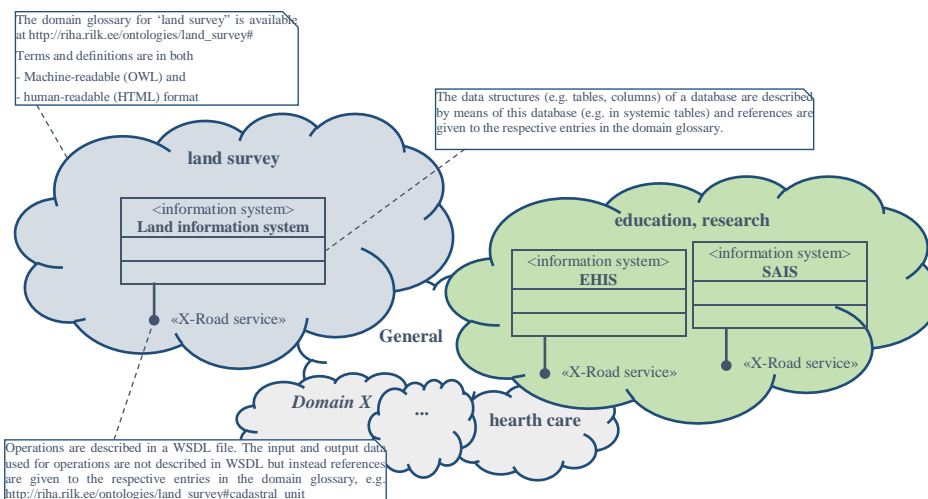 The domain glossary for ‘land survey” is available
at http://riha.rilk.ee/ontologies/land_survey#
Terms and definitions are in both
- Machine-readable (OWL) and
- human-readable (HTML) format
The data structures (e.g. tables, columns) of a database are described
by means of this database (e.g. in systemic tables) and references are
given to the respective entries in the domain glossary.
land survey
<information system>
Land information system
«X-Road service»
education, research
<information system>
EHIS
«X-Road service»
<information system>
SAIS
«X-Road service»
General
Domain X
...
hearth care
Operations are described in a WSDL file. The input and output data
used for operations are not described in WSDL but instead references
are given to the respective entries in the domain glossary, e.g.
http://riha.rilk.ee/ontologies/land_survey#cadastral_unit